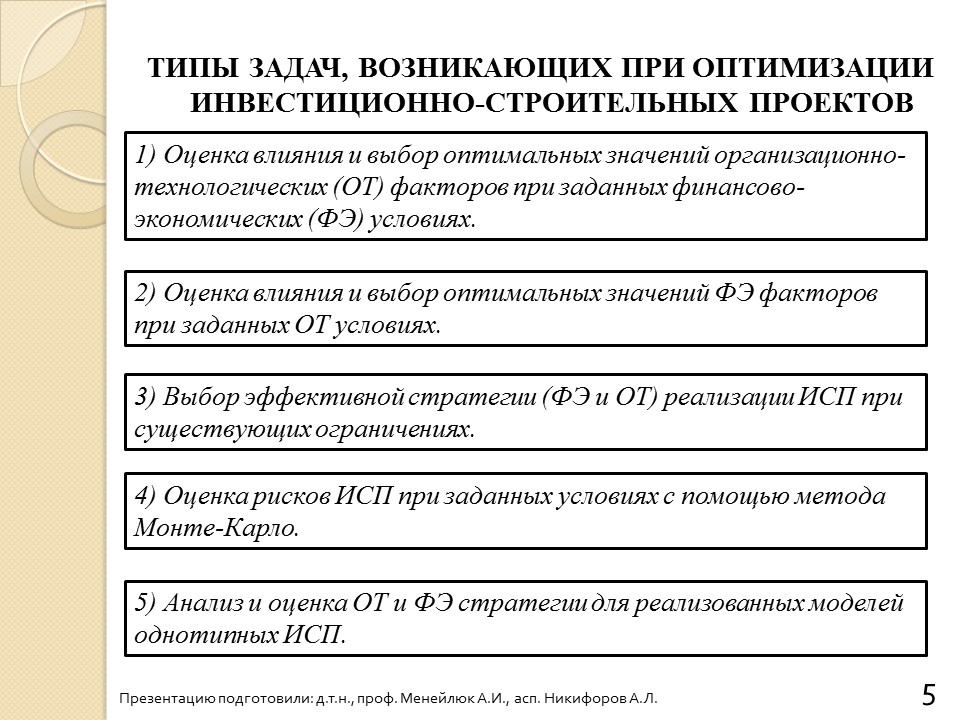 ТИПЫ ЗАДАЧ, ВОЗНИКАЮЩИХ ПРИ ОПТИМИЗАЦИИ
ИНВЕСТИЦИОННО-СТРОИТЕЛЬНЫХ ПРОЕКТОВ
1) Оценка влияния и выбор оптимальных значений организационно-
технологических (ОТ) факторов при заданных финансово-
экономических (ФЭ) условиях.
2) Оценка влияния и выбор оптимальных значений ФЭ факторов
при заданных ОТ условиях.
3) Выбор эффективной стратегии (ФЭ и ОТ) реализации ИСП при
существующих ограничениях.
4) Оценка рисков ИСП при заданных условиях с помощью метода
Монте-Карло.
5) Анализ и оценка ОТ и ФЭ стратегии для реализованных моделей
однотипных ИСП.
Презентацию подготовили: д.т.н., проф. Менейлюк А.И., асп. Никифоров А.Л.
5